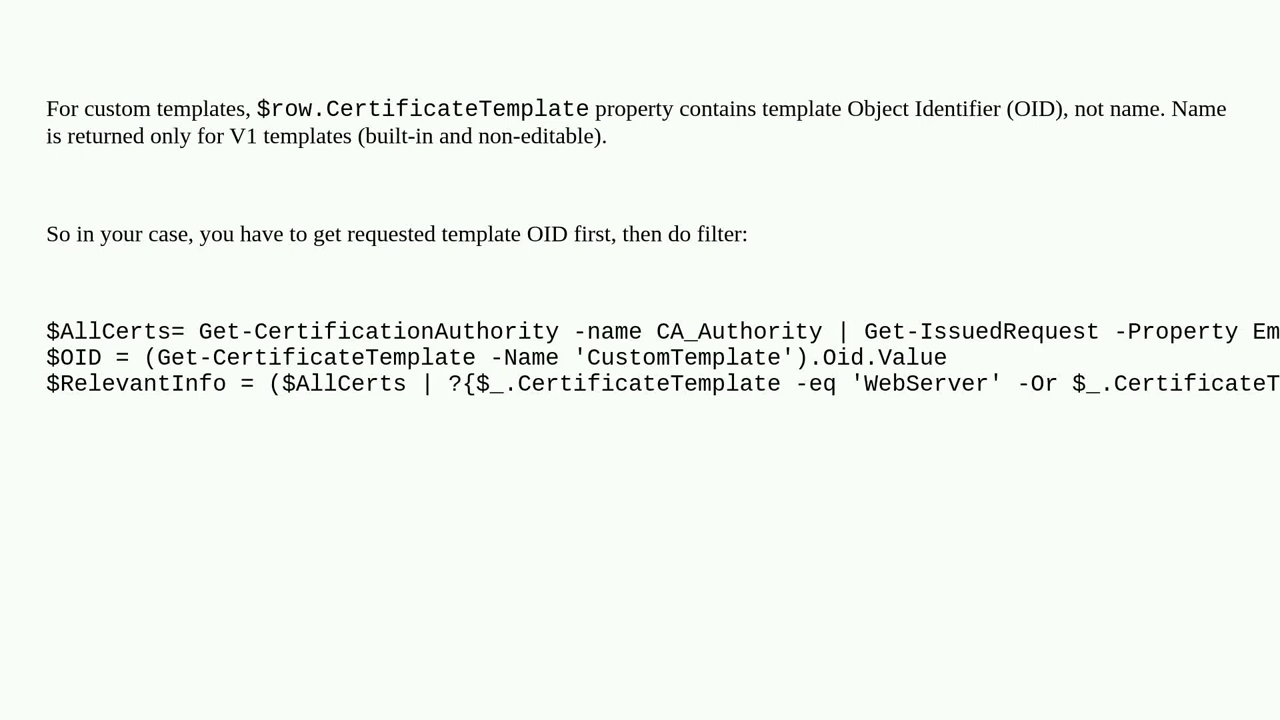 For custom templates, $row.CertificateTemplate property contains template Object Identifier (OID), not name. Name
is returned only for V1 templates (built-in and non-editable).
So in your case, you have to get requested template OID first, then do filter:
$AllCerts= Get-CertificationAuthority -name CA_Authority | Get-IssuedRequest -Property Em
$OID = (Get-CertificateTemplate -Name 'CustomTemplate').Oid.Value
$RelevantInfo = ($AllCerts | ?{$_.CertificateTemplate -eq 'WebServer' -Or $_.CertificateT